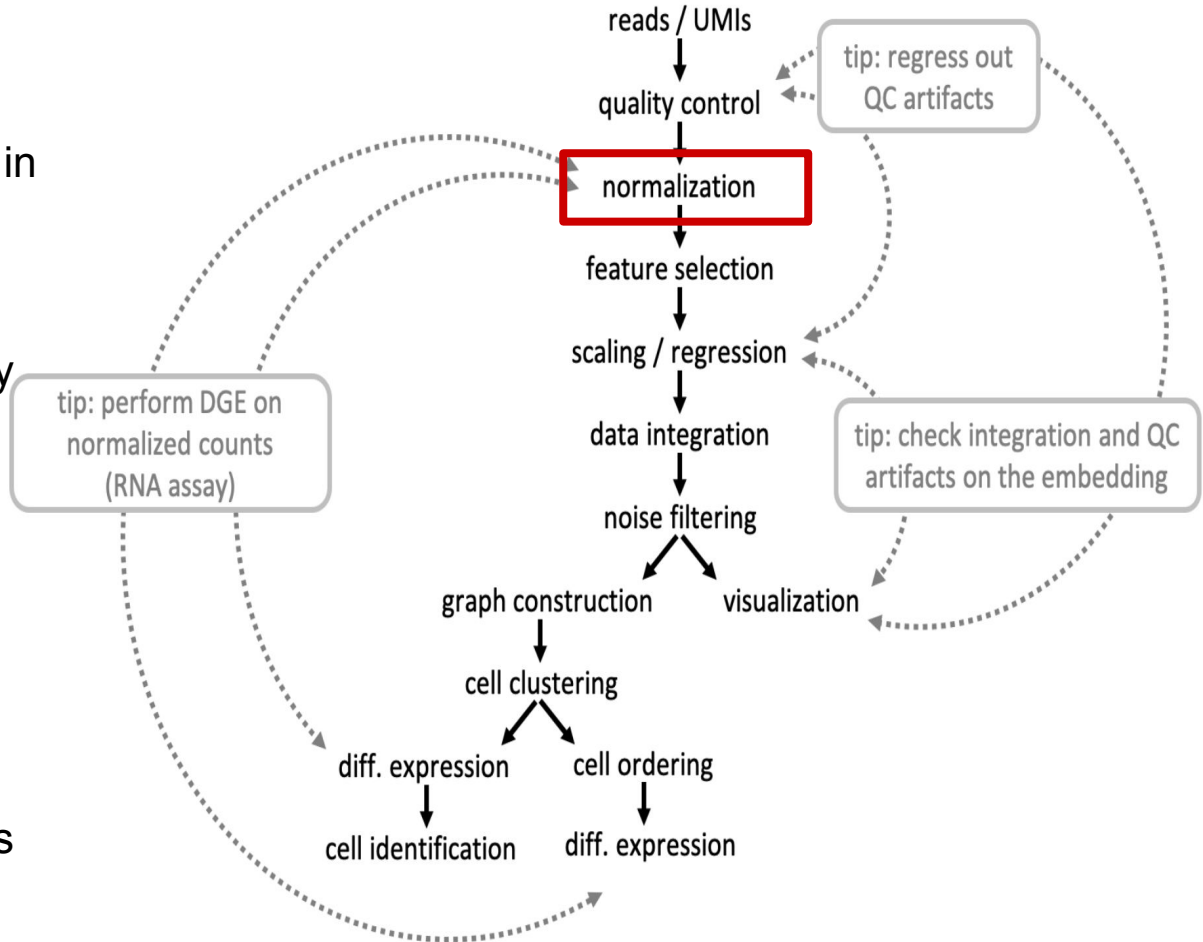 reads / UMIs
tip: regress out
QC artifacts
quality control
in
normalization
feature selection
scaling / regression
y
tip: perform DGE on
normalized counts
(RNA assay)
data integration
tip: check integration and QC
artifacts on the embedding
noise filtering
graph construction
visualization
cell clustering
diff. expression
cell ordering
s
cell identification
diff. expression